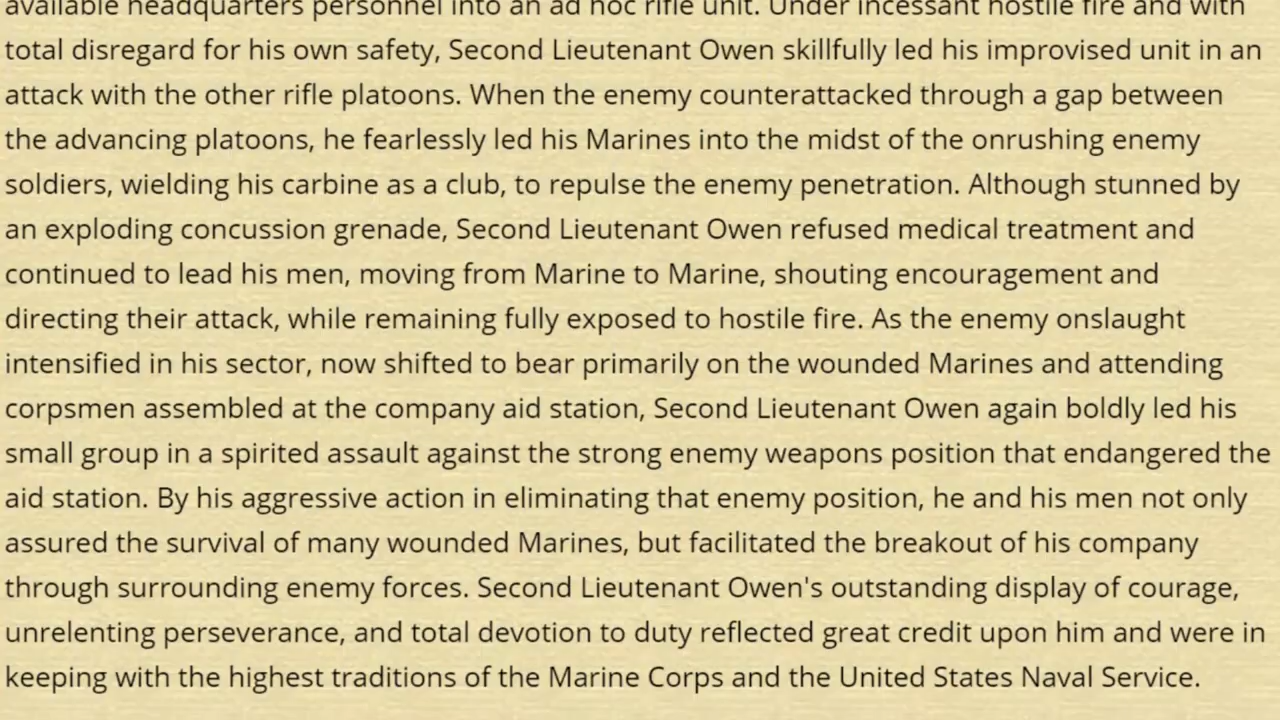 available headquarters personnel into an ad hoc rifle unit. Under incessant hostile fire and with
total disregard for his own safety, Second Lieutenant Owen skillfully led his improvised unit in an
attack with the other rifle platoons. When the enemy counterattacked through a gap between
the advancing platoons, he fearlessly led his Marines into the midst of the onrushing enemy
soldiers, wielding his carbine as a club, to repulse the enemy penetration. Although stunned by
an exploding concussion grenade, Second Lieutenant Owen refused medical treatment and
continued to lead his men, moving from Marine to Marine, shouting encouragement and
directing their attack, while remaining fully exposed to hostile fire. As the enemy onslaught
intensified in his sector, now shifted to bear primarily on the wounded Marines and attending
corpsmen assembled at the company aid station, Second Lieutenant Owen again boldly led his
small group in a spirited assault against the strong enemy weapons position that endangered the
aid station. By his aggressive action in eliminating that enemy position, he and his men not only
assured the survival of many wounded Marines, but facilitated the breakout of his company
through surrounding enemy forces. Second Lieutenant Owen's outstanding display of courage,
unrelenting perseverance, and total devotion to duty reflected great credit upon him and were in
keeping with the highest traditions of the Marine Corps and the United States Naval Service.